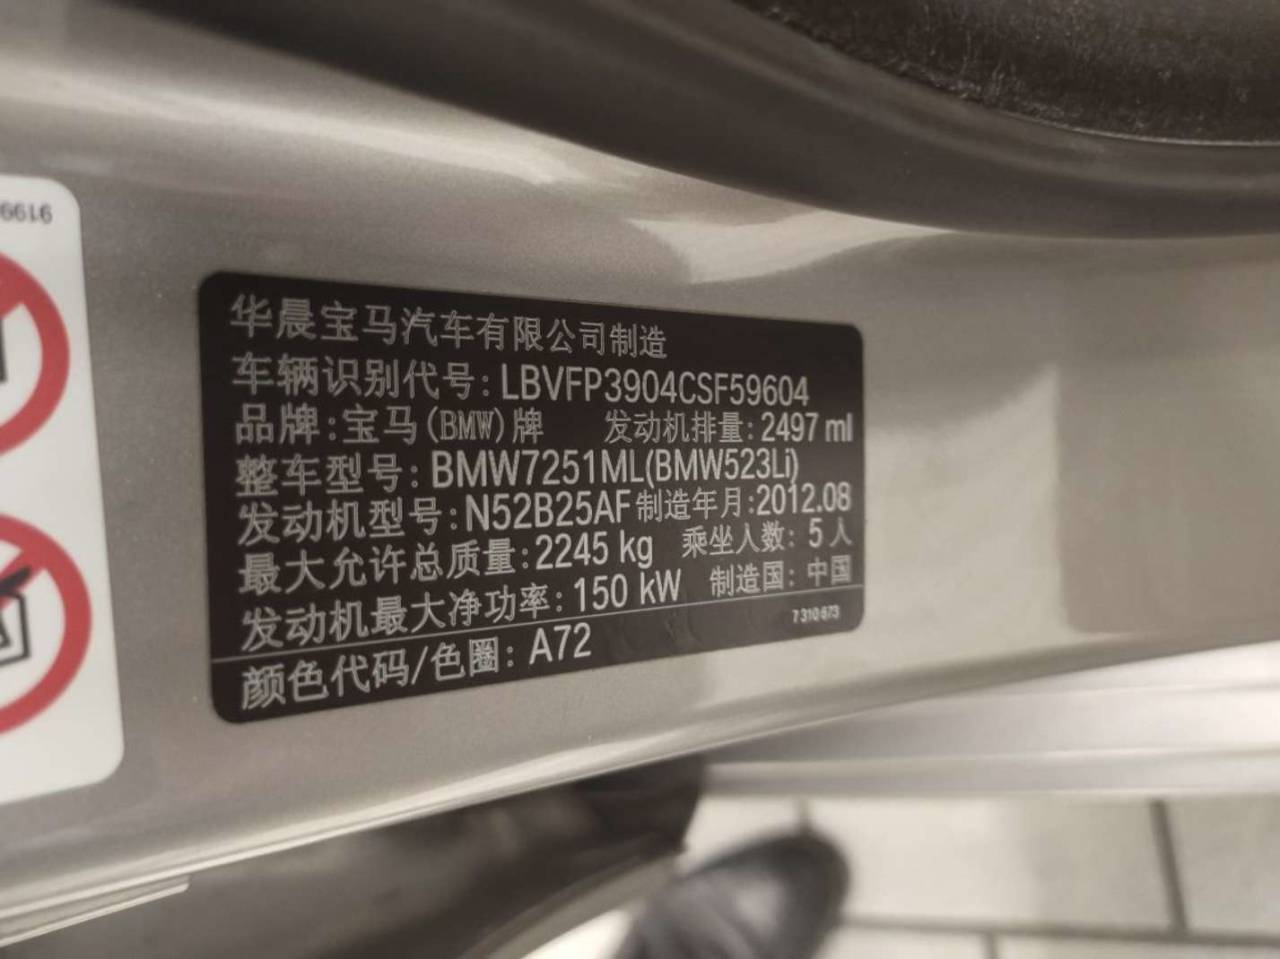 9199
华晨宝马汽车有限公司制造
车辆识别代号: LBVFP3904CSF59604
品牌:宝马(BMW)牌 发动机排量: 2497 ml
整车型号: BMW7251ML(BMW523Li)
发动机型号: N52B25AF 制造年月:2012.08
最大允许总质量:2245 kg 乘坐人数: 5 人
发动机最大净功率: 150 kW 制造国: 中国
7 310 673
颜色代码/色圈: A72